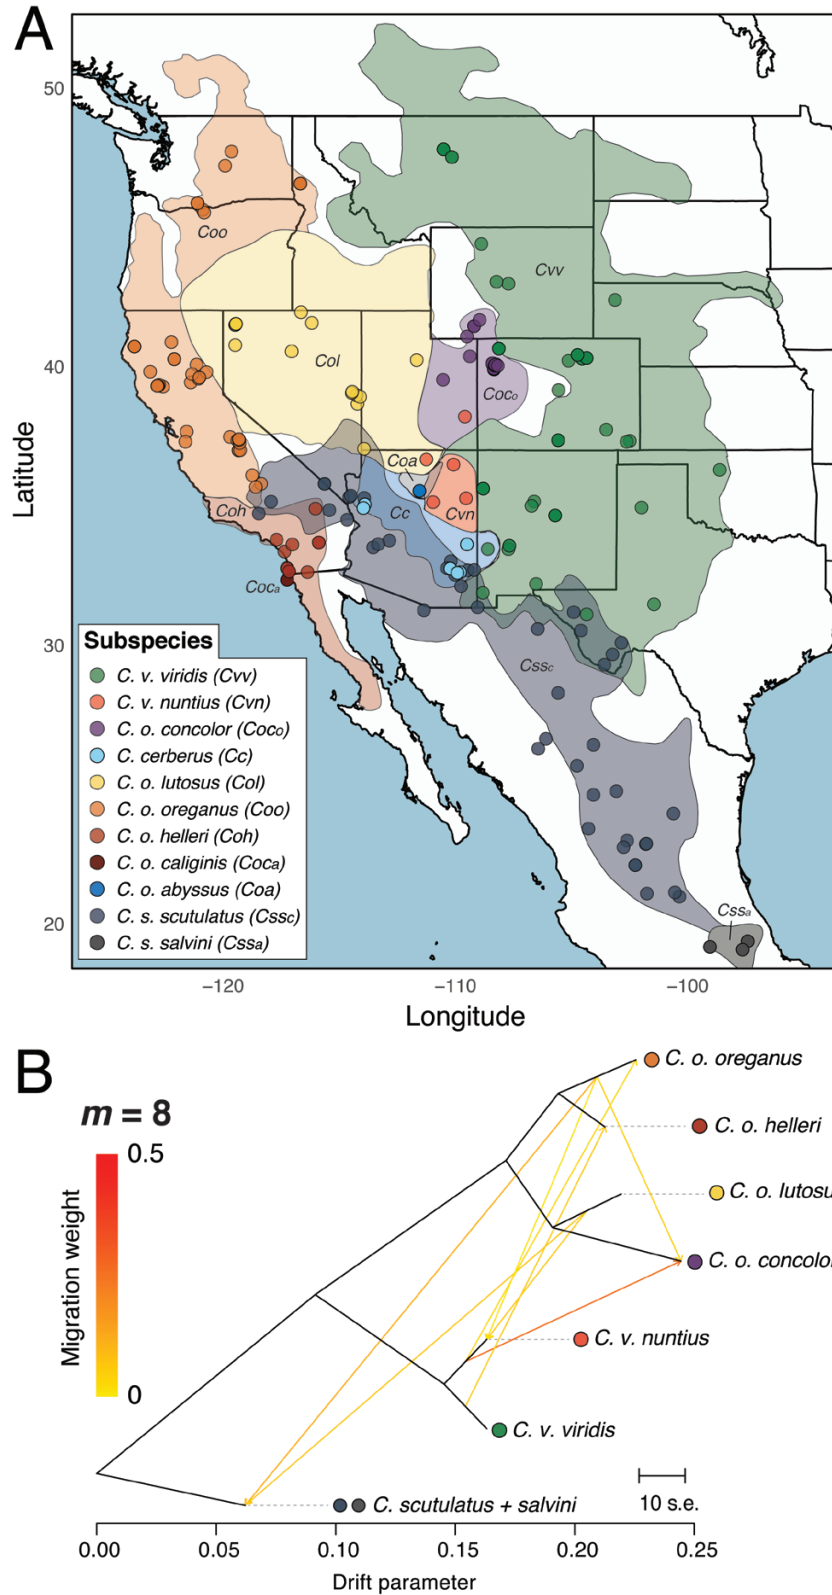 A
50
Coo
Cvv
40
Col
Coco
Latitude
Coa
Coh
Cc
Cvn
Coca
30
Cssc
20
Cssa
Subspecies
C. v. viridis (Cvv)
C. v. nuntius (Cvn)
C. o. concolor (Coco)
C. cerberus (Cc)
C. o. lutosus (Col)
C. o. oreganus (Coo)
C. o. helleri (Coh)
C. o. caliginis (Coca)
C. o. abyssus (Coa)
C. s. scutulatus (Cssc)
C. s. salvini (Cssa)
−120 −110 −100
Longitude
B
m = 8
0.5
Migration weight
0
C. o. oreganus
C. o. helleri
C. o. lutosu
C. o. concolo
C. v. nuntius
C. v. viridis
C. scutulatus + salvini
10 s.e.
0.00 0.05 0.10 0.15 0.20 0.25
Drift parameter